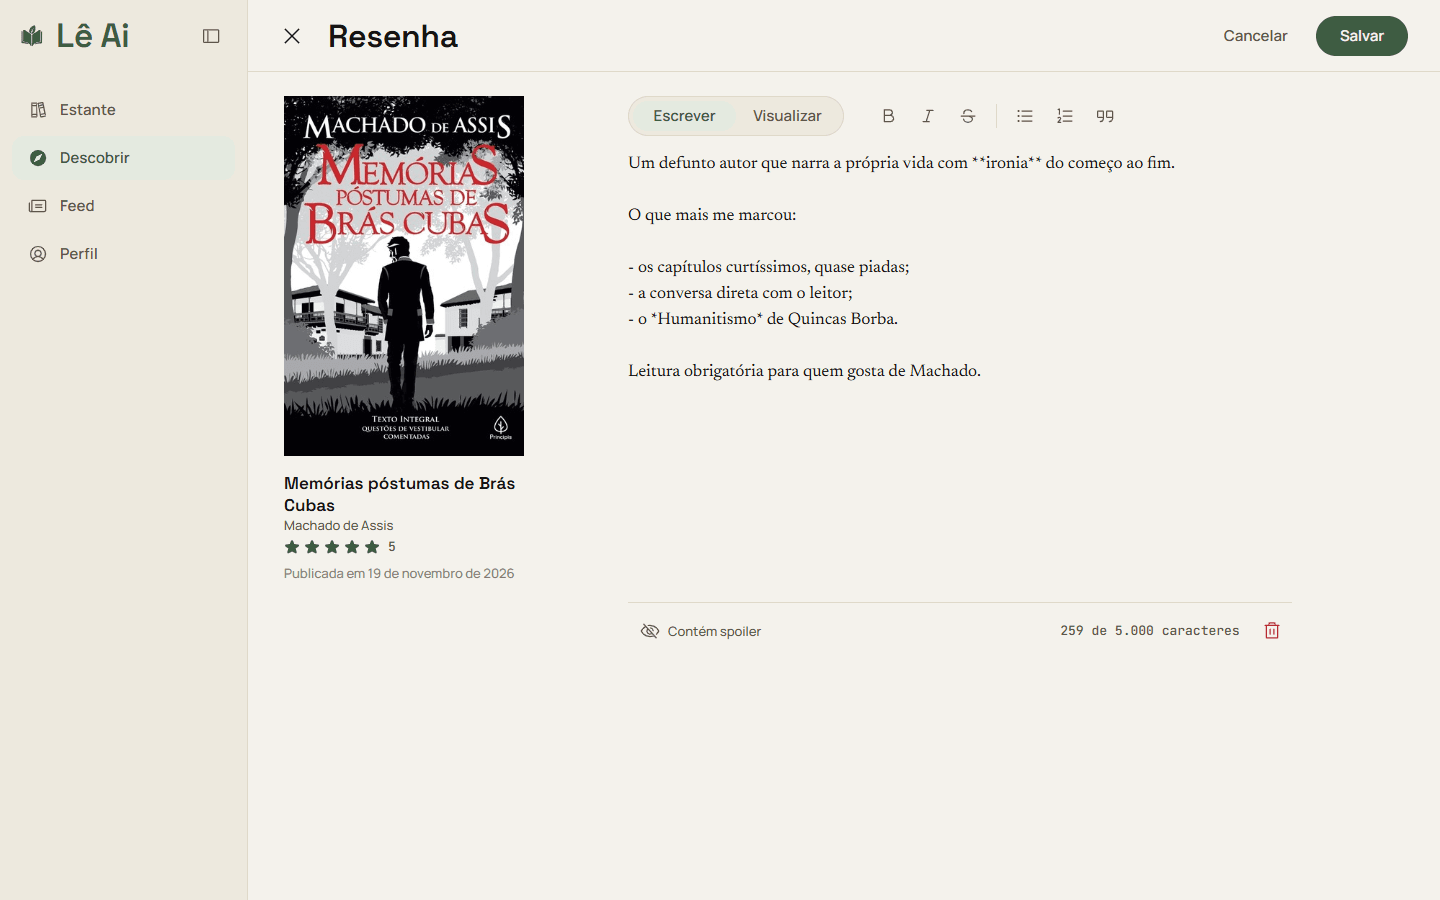 Lê Ai
Estante
Descobrir
Feed
Perfil
Resenha
Cancelar
Salvar
MACHADO DE ASSIS
MEMÓRIAS
PÓSTUMAS DE
BRÁS CUBAS
TEXTO INTEGRAL
QUESTÕES DE VESTIBULAR
COMENTADAS
Principis
Memórias póstumas de Brás
Cubas
Machado de Assis
5
Publicada em 19 de novembro de 2026
Escrever
Visualizar
B
I
S
Um defunto autor que narra a própria vida com **ironia** do começo ao fim.
O que mais me marcou:
- os capítulos curtíssimos, quase piadas;
- a conversa direta com o leitor;
- o *Humanitismo* de Quincas Borba.
Leitura obrigatória para quem gosta de Machado.
Contém spoiler
259 de 5.000 caracteres